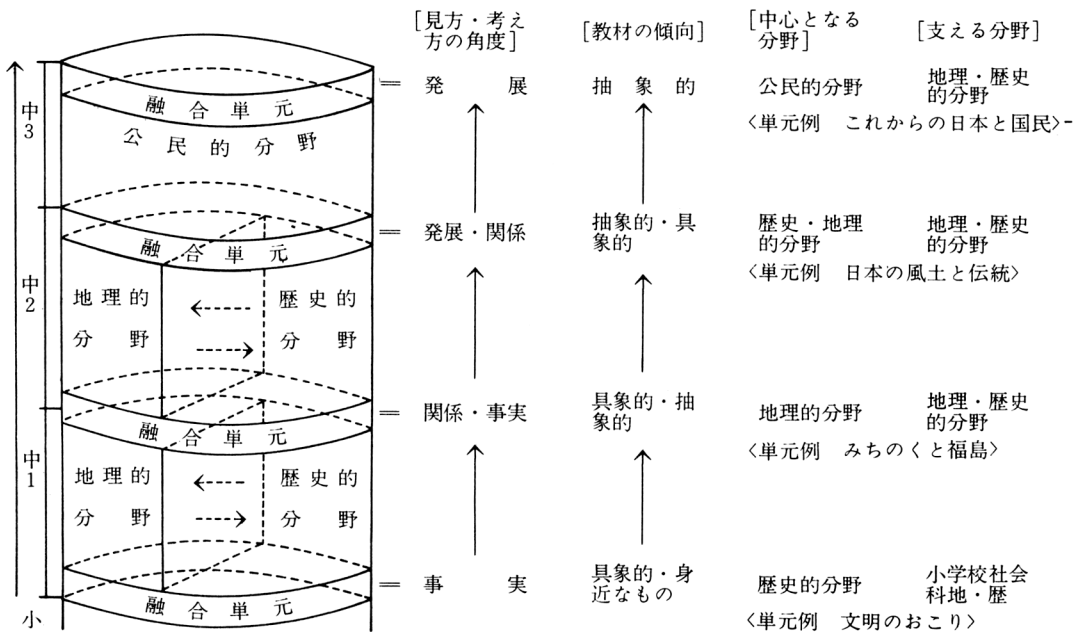 [見方・考え
方の角度]
[教材の傾向]
[中心となる
分野]
[支える分野]
中3
融合単元
公民的分野
= 発展
抽象的
公民的分野
地理・歴史
的分野
〈単元例 これからの日本と国民〉
中2
融合単元
地理的
分野
歴史的
分野
= 発展・関係
抽象的・具
象的
歴史・地理
的分野
地理・歴史
的分野
〈単元例 日本の風土と伝統〉
中1
融合単元
地理的
分野
歴史的
分野
= 関係・事実
具象的・抽
象的
地理的分野
地理・歴史
的分野
〈単元例 みちのくと福島〉
小
融合単元
= 事実
具象的・身
近なもの
歴史的分野
小学校社会
科地・歴
〈単元例 文明のおこり〉